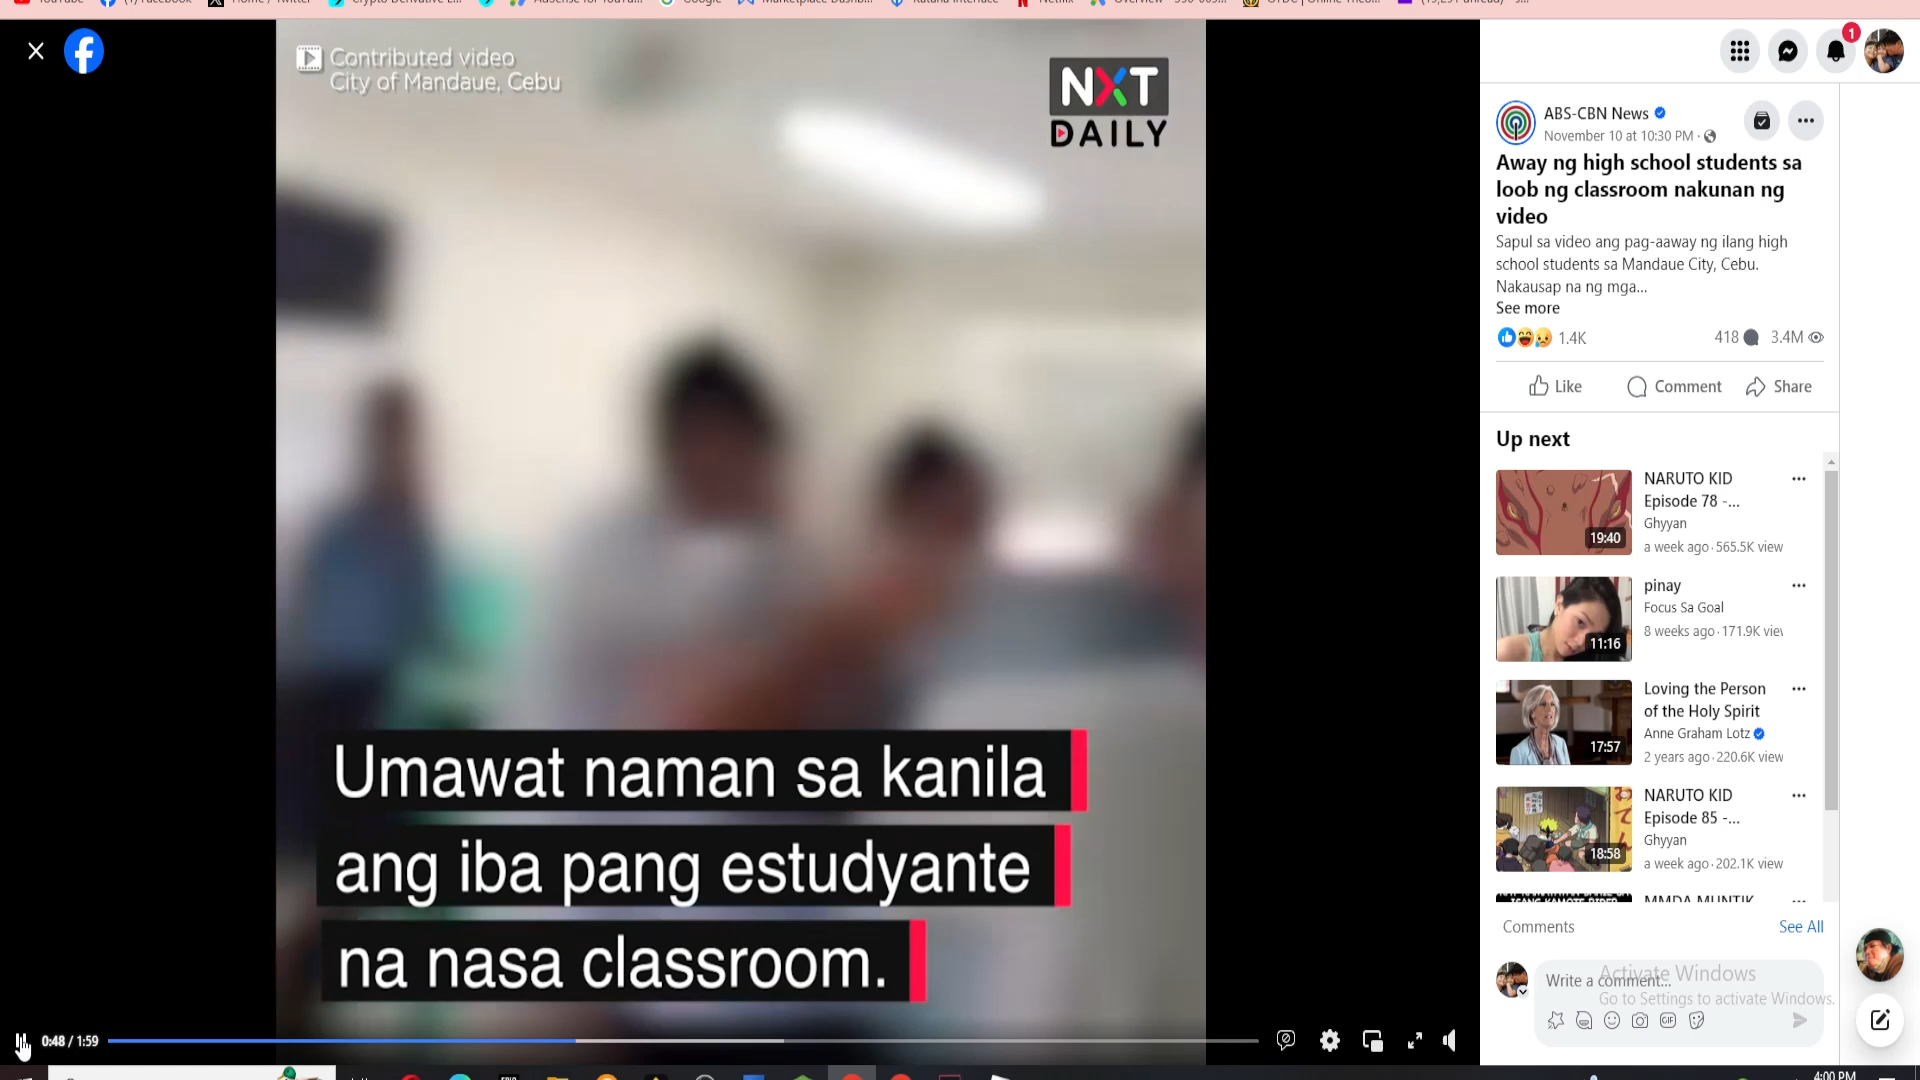 Contributed video
City of Mandaue, Cebu
NXT
DAILY
Umawat naman sa kanila
ang iba pang estudyante
na nasa classroom.
0:48 / 1:59
1
ABS-CBN News
November 10 at 10:30 PM ·
Away ng high school students sa
loob ng classroom nakunan ng
video
Sapul sa video ang pag-aaway ng ilang high
school students sa Mandaue City, Cebu.
Nakausap na ng mga...
See more
1.4K
418
3.4M
Like
Comment
Share
Up next
NARUTO KID
Episode 78 -...
Ghyyan
a week ago · 565.5K view
19:40
pinay
Focus Sa Goal
8 weeks ago · 171.9K view
11:16
Loving the Person
of the Holy Spirit
Anne Graham Lotz
2 years ago · 220.6K view
17:57
NARUTO KID
Episode 85 -...
Ghyyan
a week ago · 202.1K view
18:58
MMDA MUNTIK
Comments
See All
Write a comment...
GIF
Activate Windows
Go to Settings to activate Windows.
4:00 PM